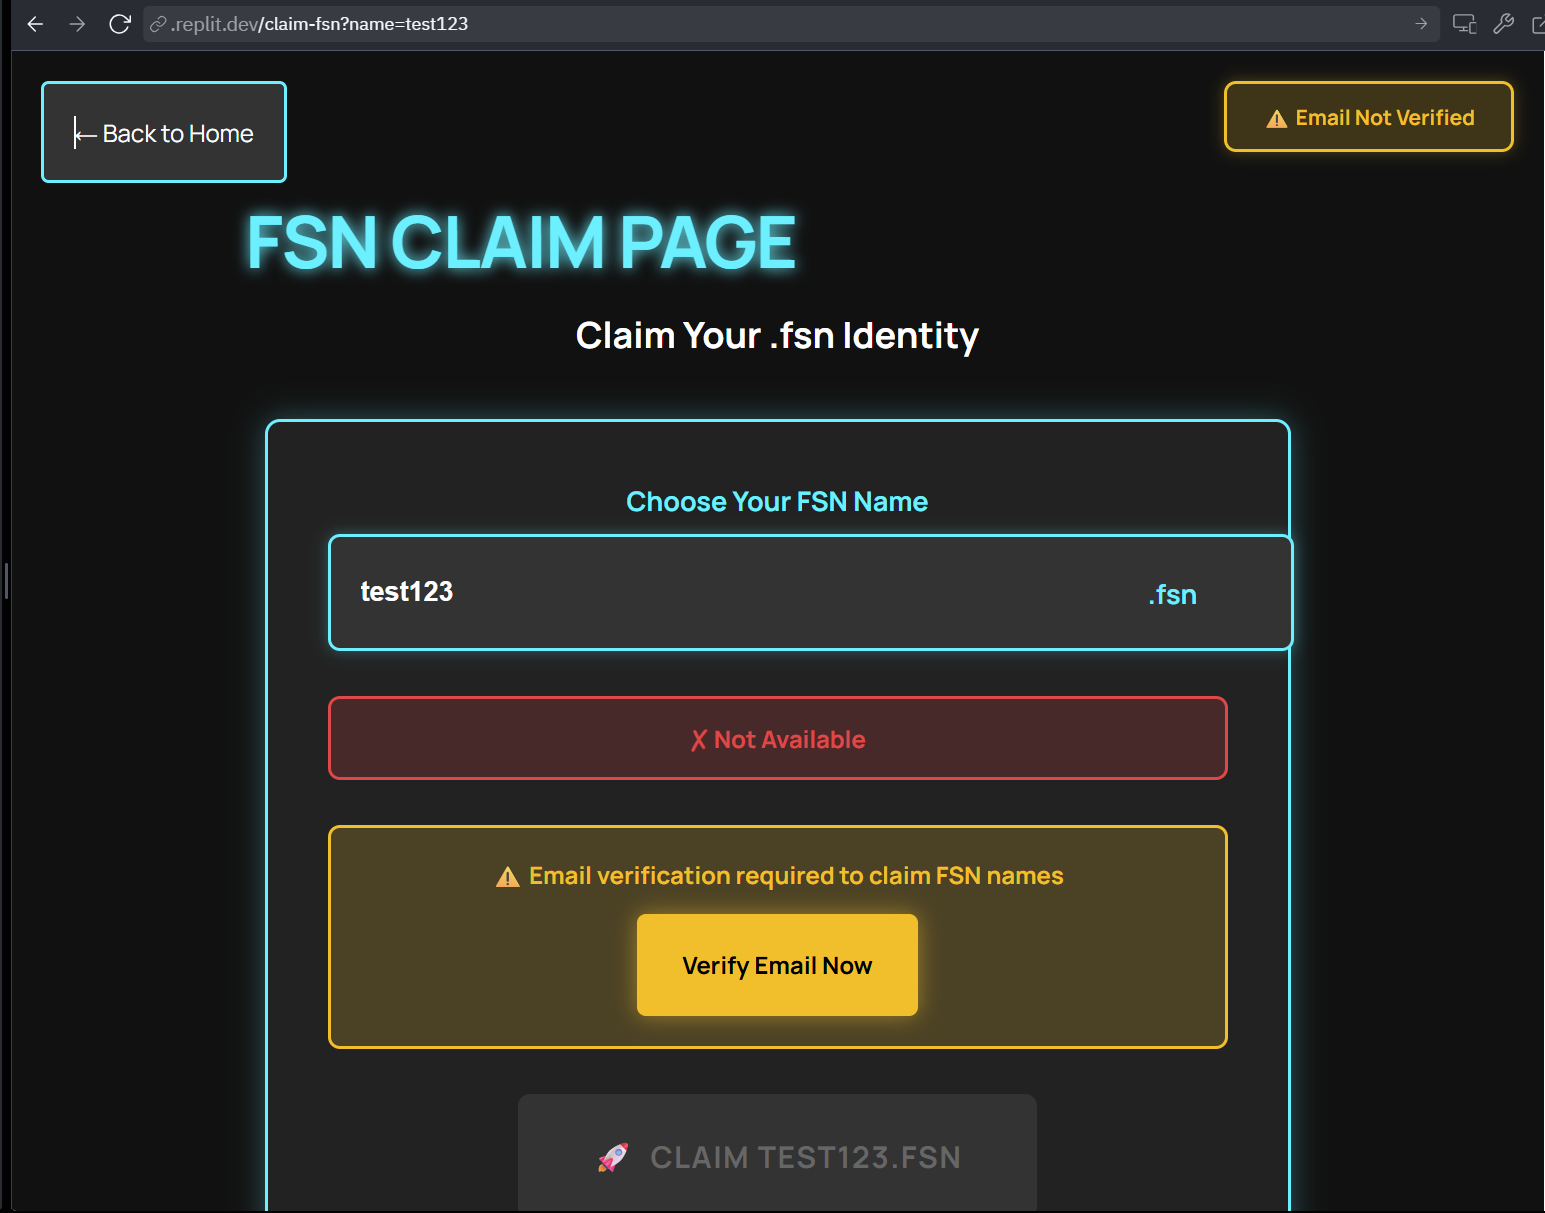 .replit.dev/claim-fsn?name=test123
← Back to Home
⚠ Email Not Verified
FSN CLAIM PAGE
Claim Your .fsn Identity
Choose Your FSN Name
test123 .fsn
✗ Not Available
⚠ Email verification required to claim FSN names
Verify Email Now
🚀 CLAIM TEST123.FSN